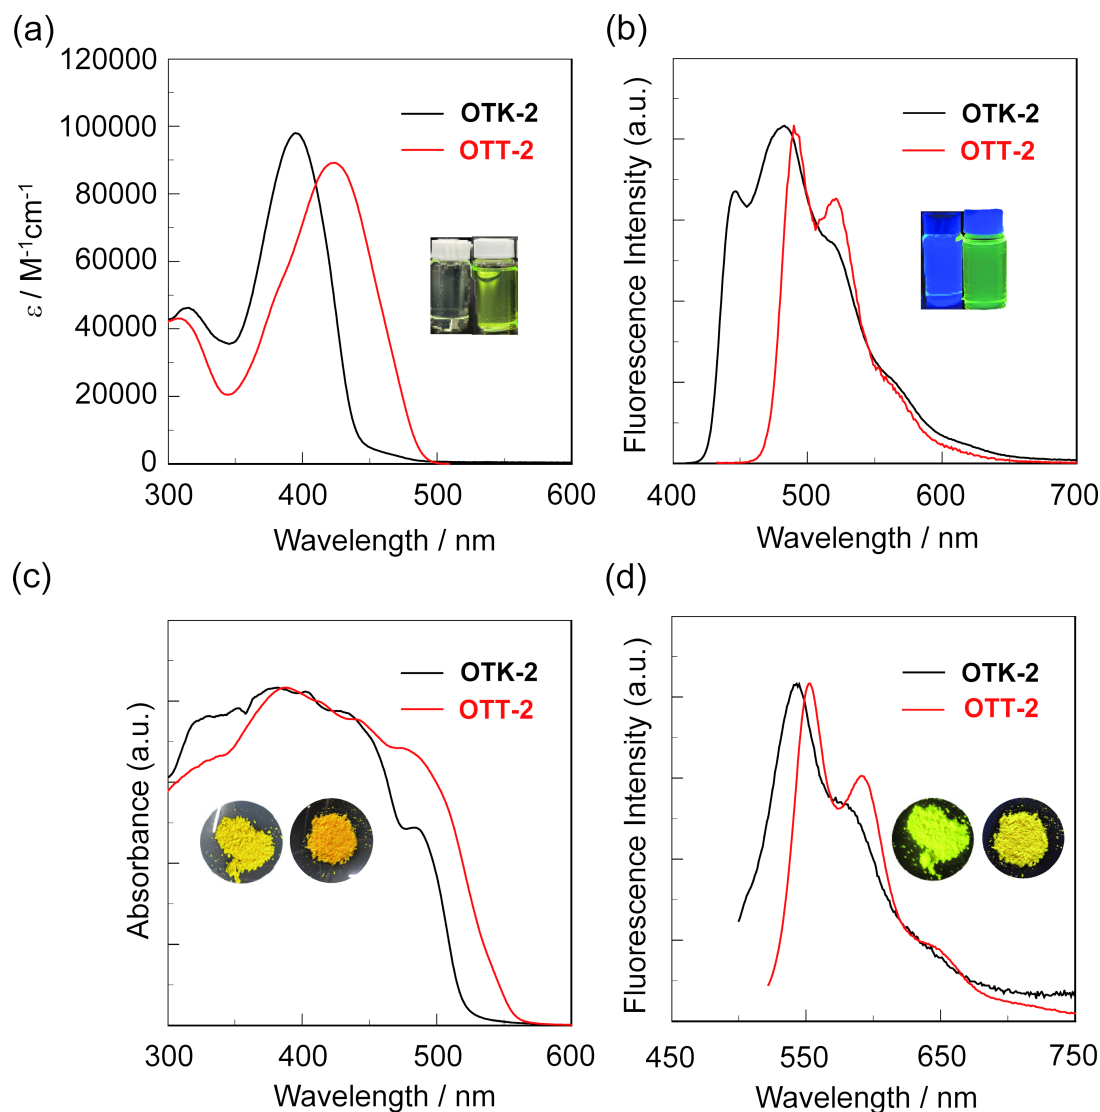 (a)
120000
100000
80000
60000
40000
20000
0
ε / M-1cm-1
OTK-2
OTT-2
300
400
500
600
Wavelength / nm
(b)
Fluorescence Intensity (a.u.)
OTK-2
OTT-2
400
500
600
700
Wavelength / nm
(c)
Absorbance (a.u.)
OTK-2
OTT-2
300
400
500
600
Wavelength / nm
(d)
Fluorescence Intensity (a.u.)
OTK-2
OTT-2
450
550
650
750
Wavelength / nm